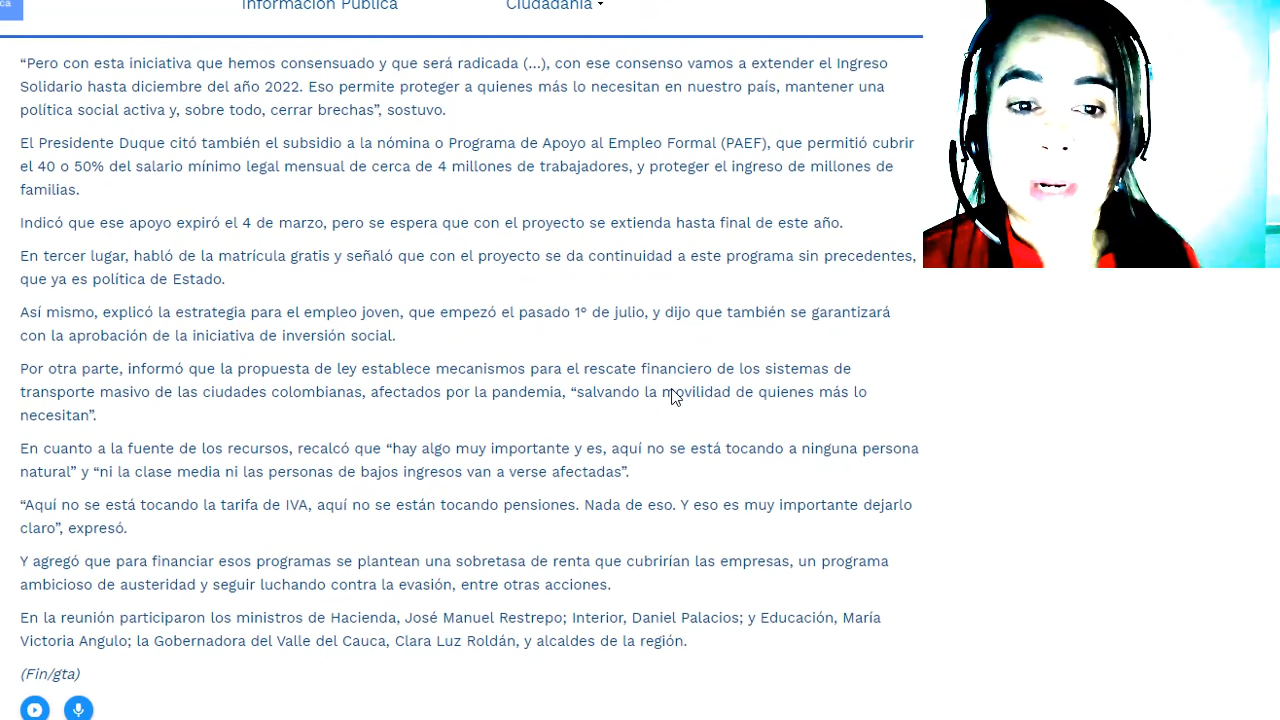 ca
Información Pública
Ciudadanía
“Pero con esta iniciativa que hemos consensuado y que será radicada (…), con ese consenso vamos a extender el Ingreso
Solidario hasta diciembre del año 2022. Eso permite proteger a quienes más lo necesitan en nuestro país, mantener una
política social activa y, sobre todo, cerrar brechas”, sostuvo.
El Presidente Duque citó también el subsidio a la nómina o Programa de Apoyo al Empleo Formal (PAEF), que permitió cubrir
el 40 o 50% del salario mínimo legal mensual de cerca de 4 millones de trabajadores, y proteger el ingreso de millones de
familias.
Indicó que ese apoyo expiró el 4 de marzo, pero se espera que con el proyecto se extienda hasta final de este año.
En tercer lugar, habló de la matrícula gratis y señaló que con el proyecto se da continuidad a este programa sin precedentes,
que ya es política de Estado.
Así mismo, explicó la estrategia para el empleo joven, que empezó el pasado 1° de julio, y dijo que también se garantizará
con la aprobación de la iniciativa de inversión social.
Por otra parte, informó que la propuesta de ley establece mecanismos para el rescate financiero de los sistemas de
transporte masivo de las ciudades colombianas, afectados por la pandemia, “salvando la movilidad de quienes más lo
necesitan”.
En cuanto a la fuente de los recursos, recalcó que “hay algo muy importante y es, aquí no se está tocando a ninguna persona
natural” y “ni la clase media ni las personas de bajos ingresos van a verse afectadas”.
“Aquí no se está tocando la tarifa de IVA, aquí no se están tocando pensiones. Nada de eso. Y eso es muy importante dejarlo
claro”, expresó.
Y agregó que para financiar esos programas se plantean una sobretasa de renta que cubrirían las empresas, un programa
ambicioso de austeridad y seguir luchando contra la evasión, entre otras acciones.
En la reunión participaron los ministros de Hacienda, José Manuel Restrepo; Interior, Daniel Palacios; y Educación, María
Victoria Angulo; la Gobernadora del Valle del Cauca, Clara Luz Roldán, y alcaldes de la región.
(Fin/gta)